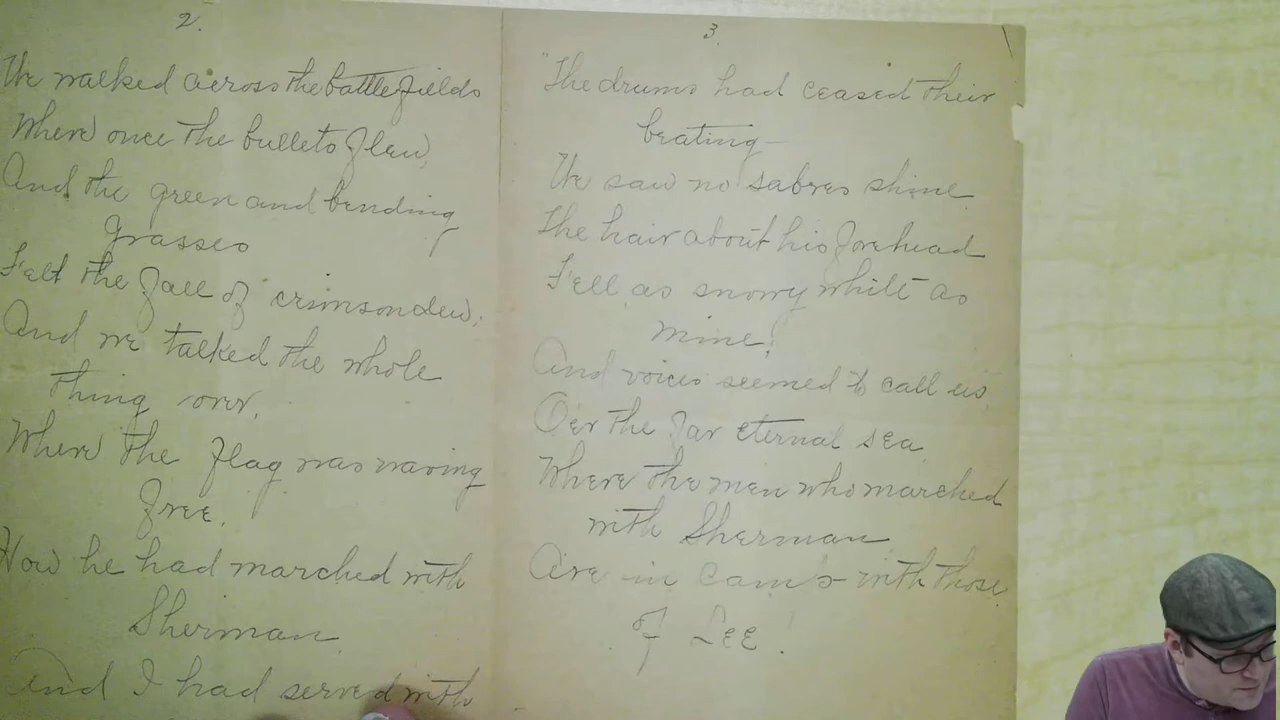 2.
We walked across the battlefields
Where once the bullets flew,
And the green and bending
grasses
Felt the fall of crimson dew;
And we talked the whole
thing over,
Where the flag was waving
free,
How he had marched with
Sherman
And I had served with
3.
"The drums had ceased their
beating—
We saw no sabres shine
The hair about his forehead
Fell as snowy white as
mine!
And voices seemed to call us
O'er the far eternal sea
Where the men who marched
with Sherman
Are in camp with those
of Lee!